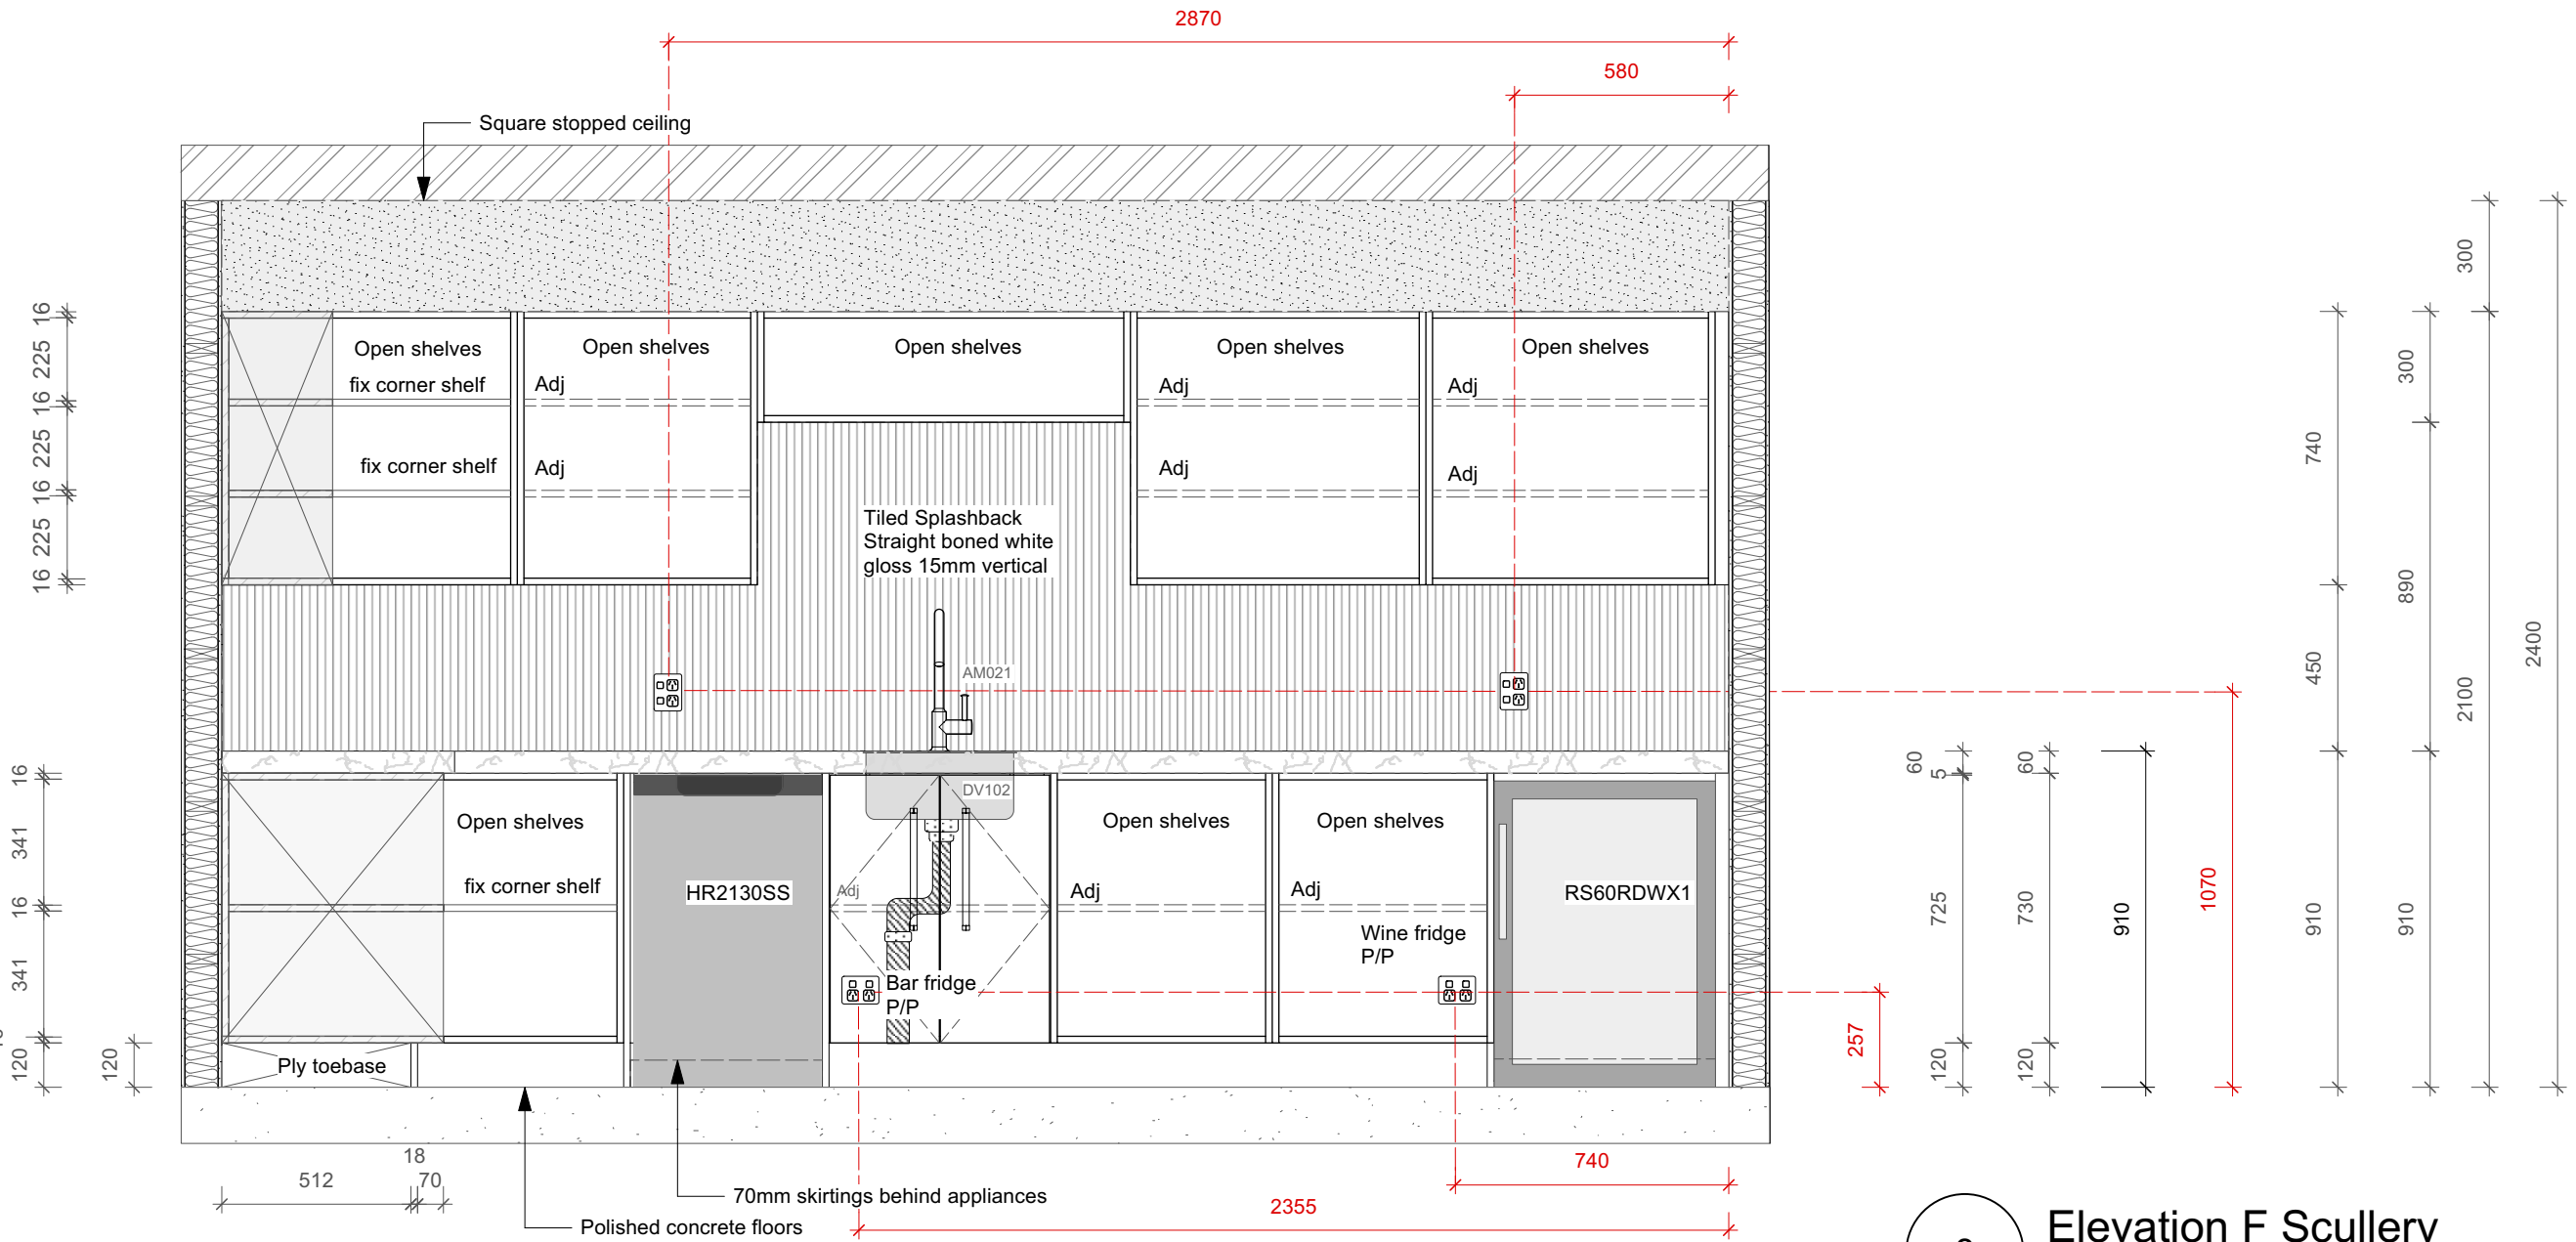 2870
580
Square stopped ceiling
300
16
225
16
225
16
225
16
Open shelves
fix corner shelf
fix corner shelf
Open shelves
Adj
Adj
Open shelves
Open shelves
Adj
Adj
Open shelves
Adj
Adj
300
740
890
2400
450
2100
Tiled Splashback
Straight boned white
gloss 15mm vertical
AM021
DV102
16
341
16
341
120
120
Open shelves
fix corner shelf
HR2130SS
Adj
Bar fridge
P/P
Open shelves
Adj
Open shelves
Adj
Wine fridge
P/P
RS60RDWX1
60
5
725
120
60
730
120
910
1070
910
910
257
Ply toebase
18
512
70
70mm skirtings behind appliances
Polished concrete floors
740
2355
Elevation F Scullery